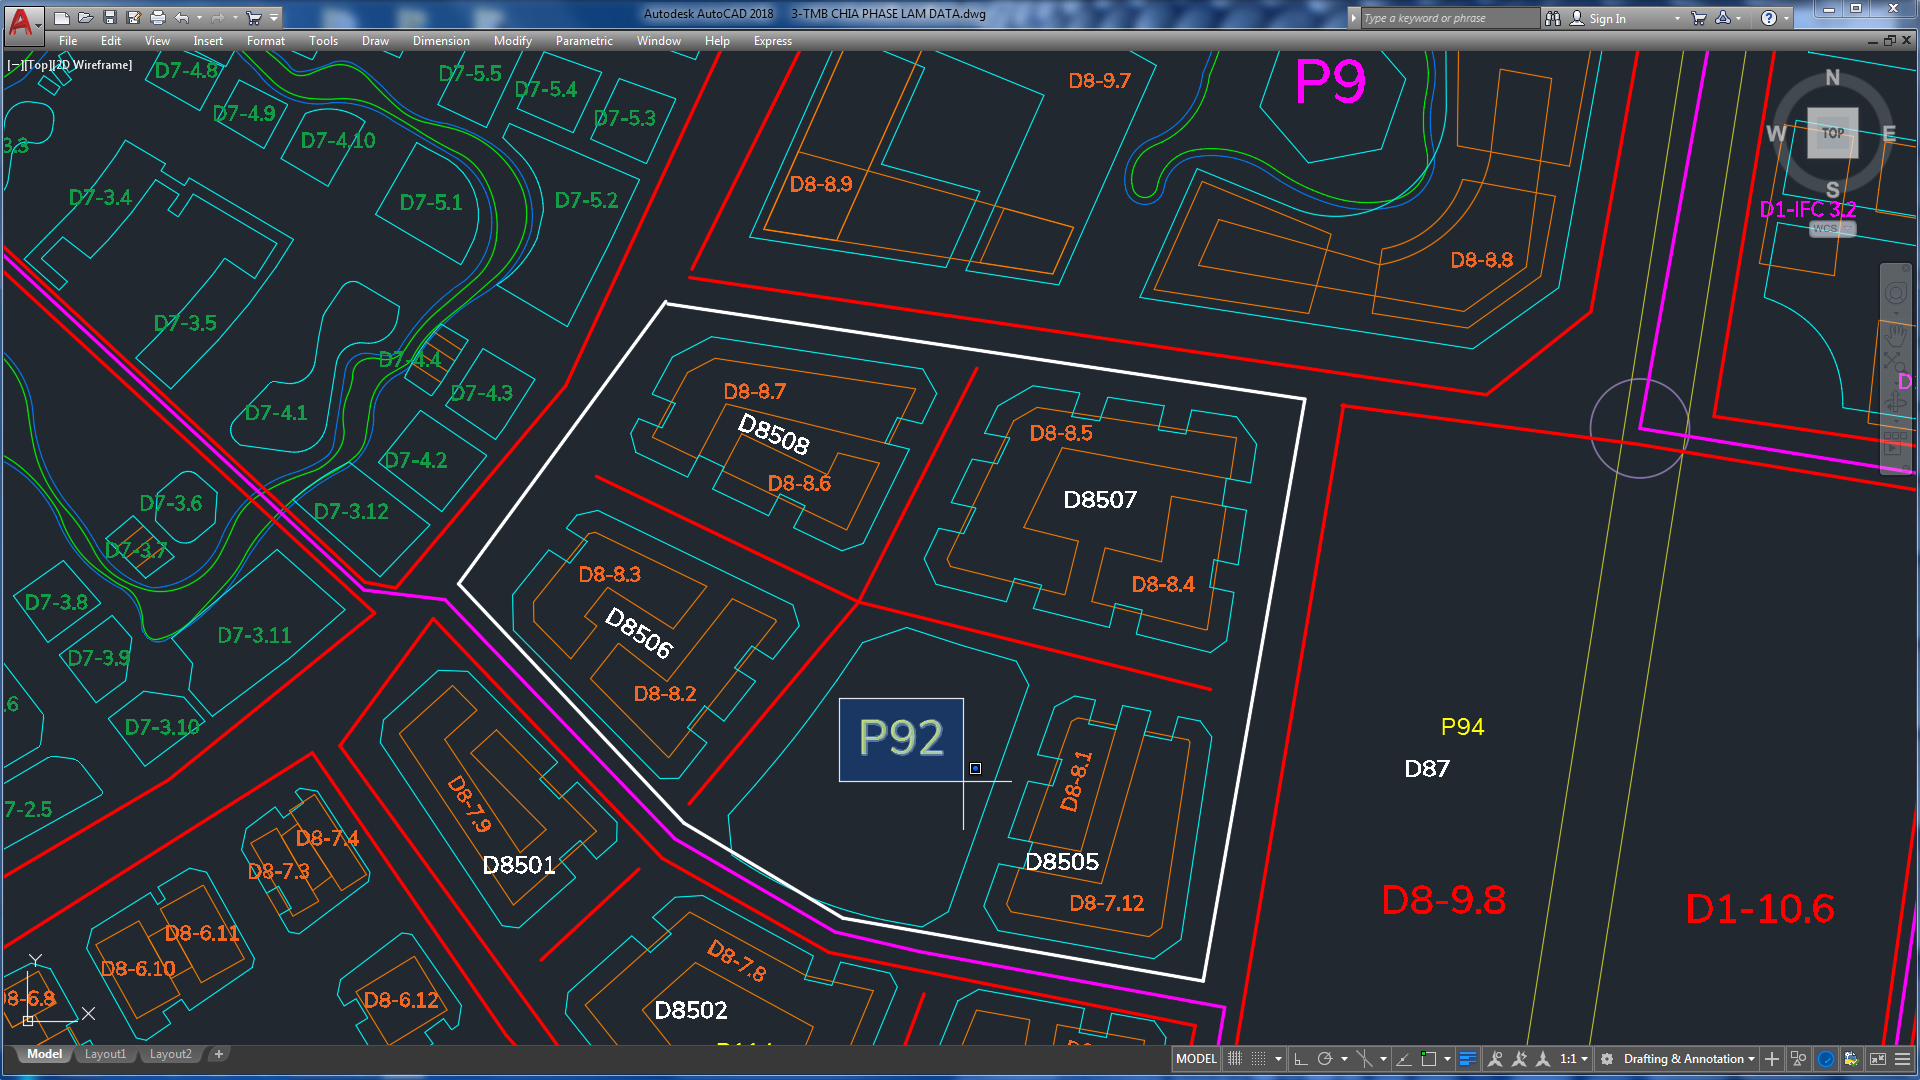 Autodesk AutoCAD 2018 3-TMB CHIA PHASE LAM DATA.dwg
Type a keyword or phrase
Sign In
File Edit View Insert Format Tools Draw Dimension Modify Parametric Window Help Express
[−][Top][2D Wireframe]
D7-4.8
D7-5.5
D7-5.4
D8-9.7
P9
N
D7-4.9
D7-5.3
D7-4.10
W
TOP
E
3.3
D8-8.9
D7-3.4
D7-5.1
D7-5.2
S
D1-IFC 3.2
WCS
D8-8.8
D7-3.5
D7-4.4
D7-4.3
D8-8.7
D
D7-4.1
D8508
D8-8.5
D7-4.2
D8-8.6
D8507
D7-3.6
D7-3.12
D7-3.7
D8-8.3
D8-8.4
D7-3.8
D8506
D7-3.11
D7-3.9
D8-8.2
.6
D7-3.10
P92
P94
D8-8.1
D87
7-2.5
D8-7.9
D8-7.4
D8501
D8505
D8-7.3
D8-7.12
D8-9.8
D1-10.6
D8-6.11
D8-6.10
D8-7.8
Y
D8-6.12
D8502
X
Model Layout1 Layout2 +
MODEL
1:1
Drafting & Annotation